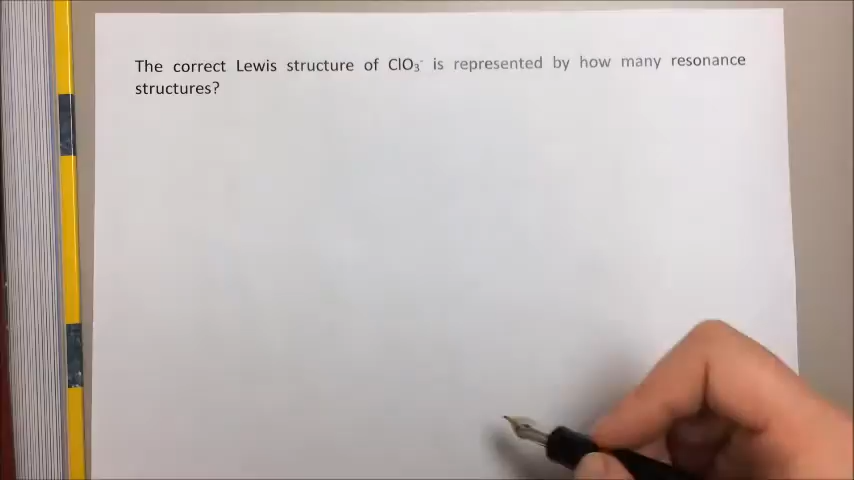 The correct Lewis structure of ClO₃⁻ is represented by how many resonance
structures?